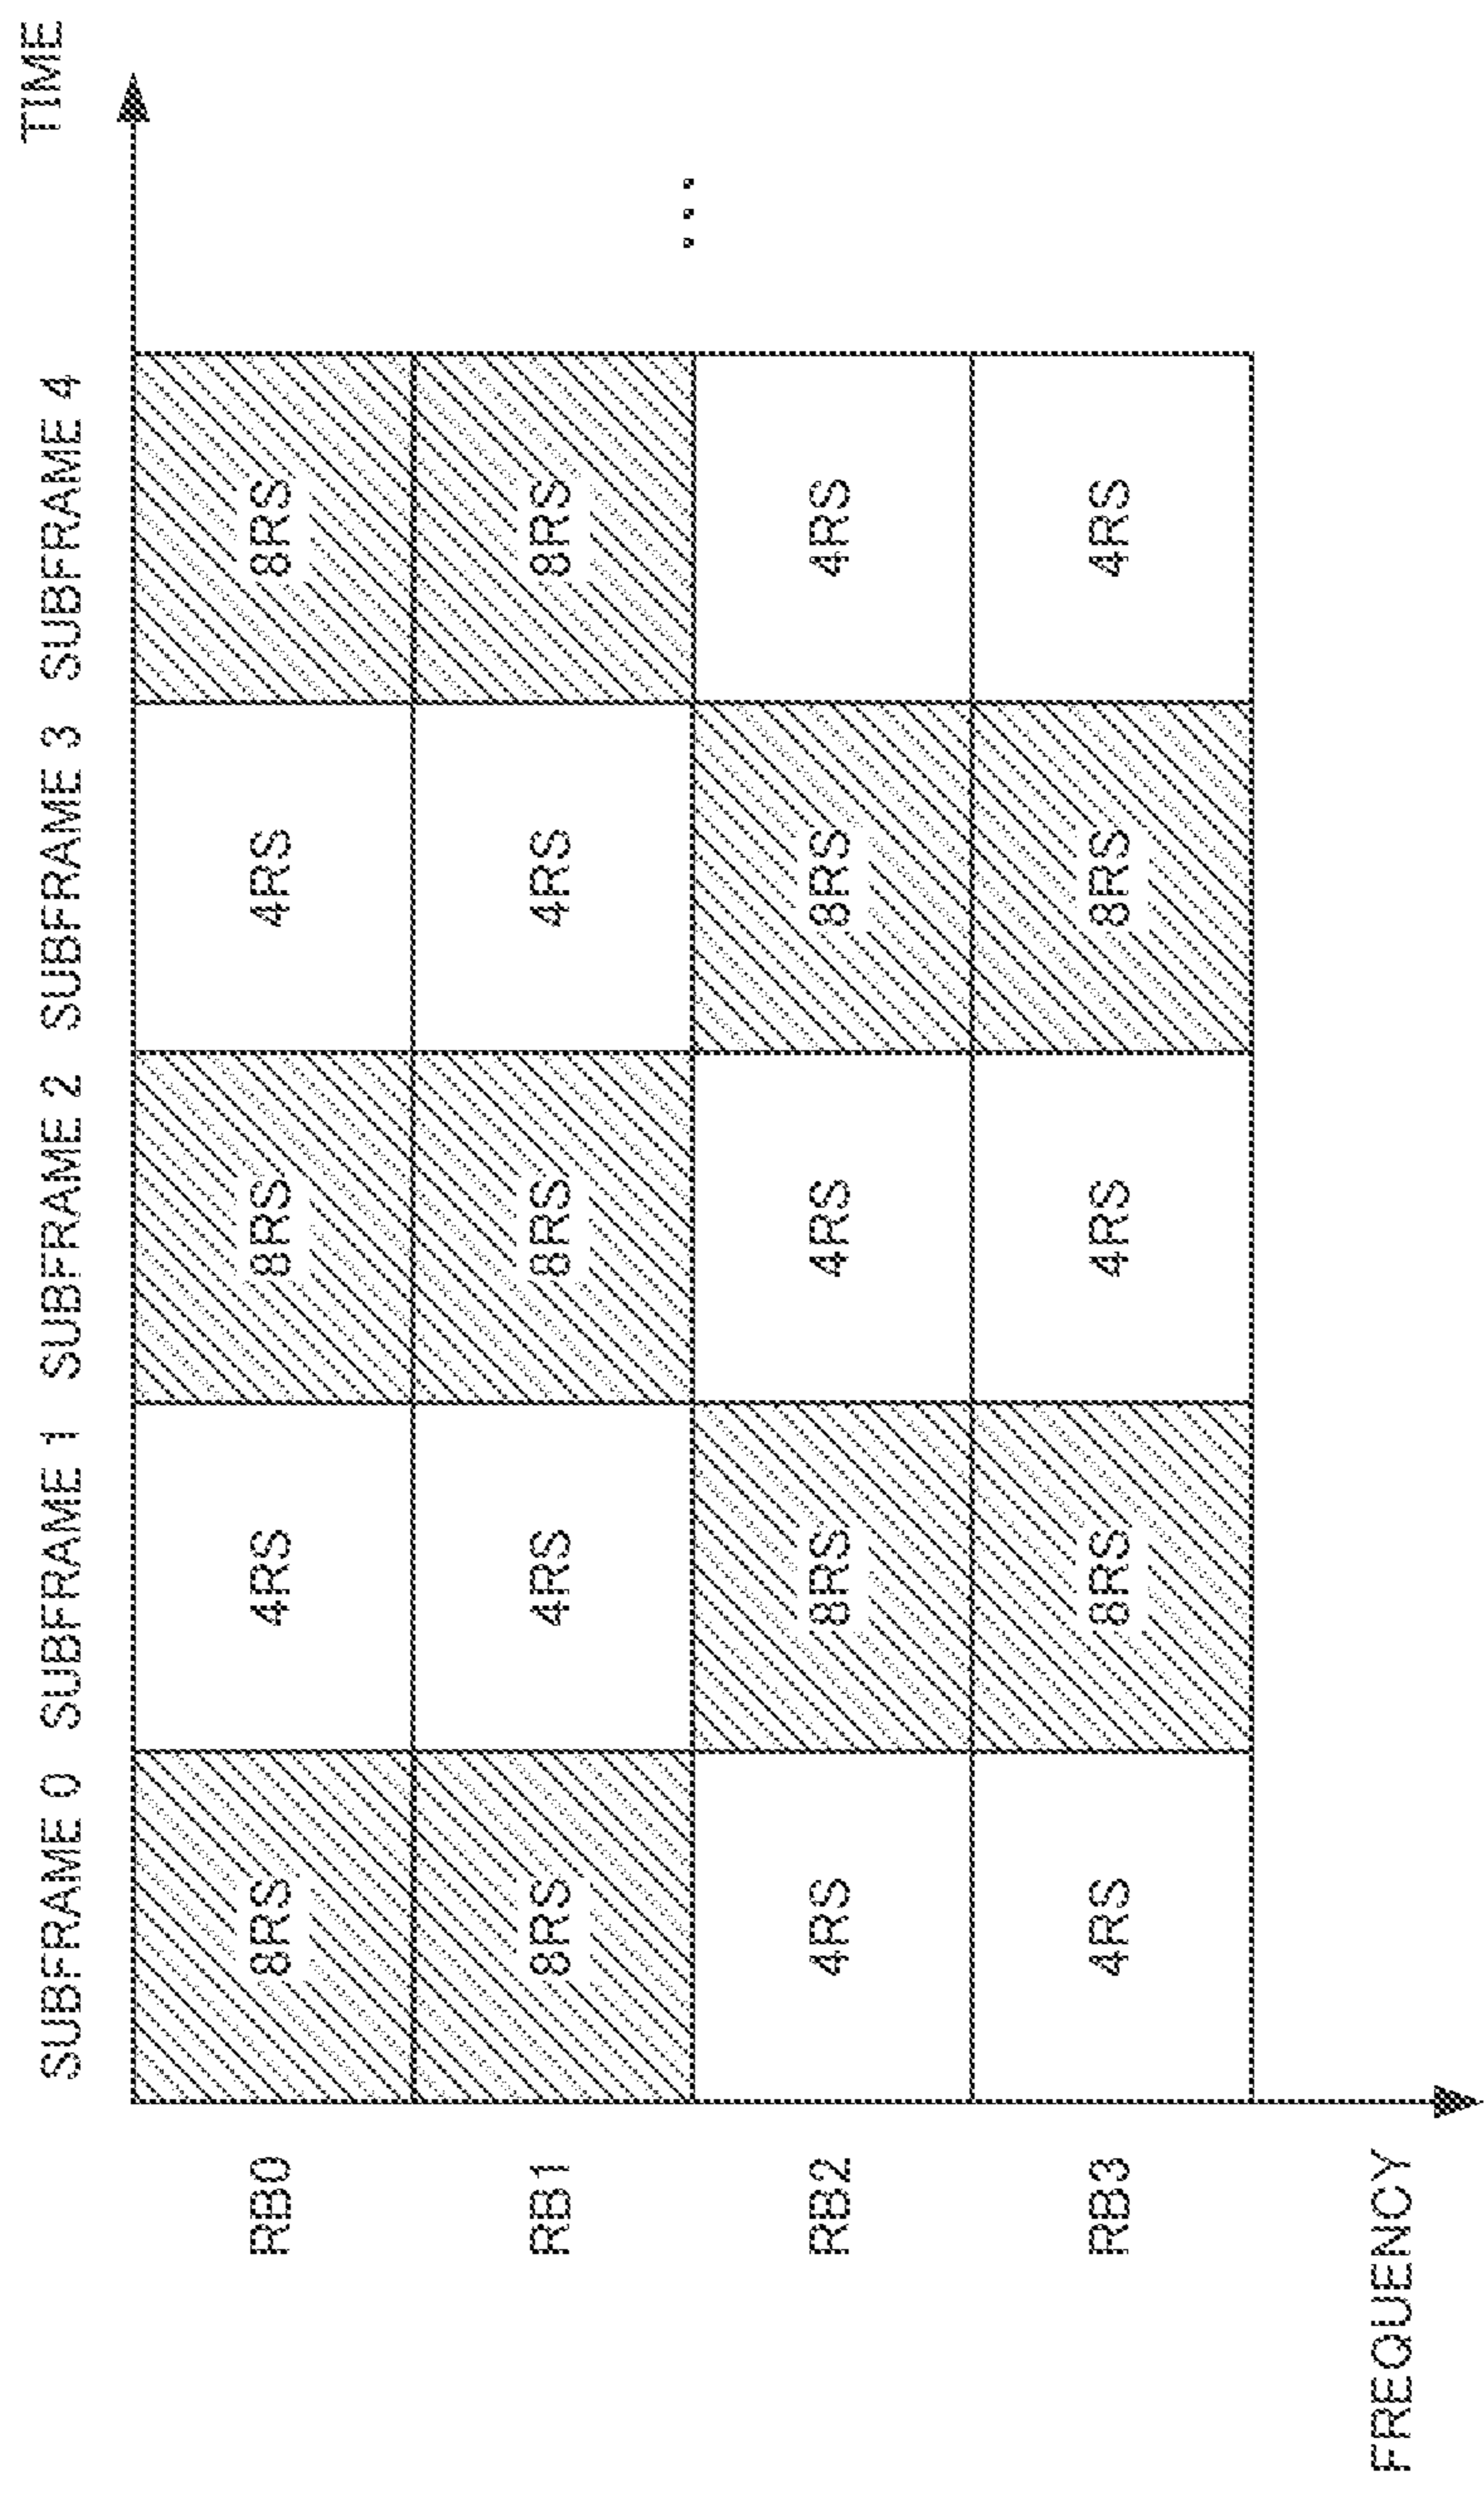 TIME
SUBFRAME 0 SUBFRAME 1 SUBFRAME 2 SUBFRAME 3 SUBFRAME 4
RB0 8RS 4RS 8RS 4RS 8RS
RB1 8RS 4RS 8RS 4RS 8RS
...
RB2 4RS 8RS 4RS 8RS 4RS
RB3 4RS 8RS 4RS 8RS 4RS
FREQUENCY